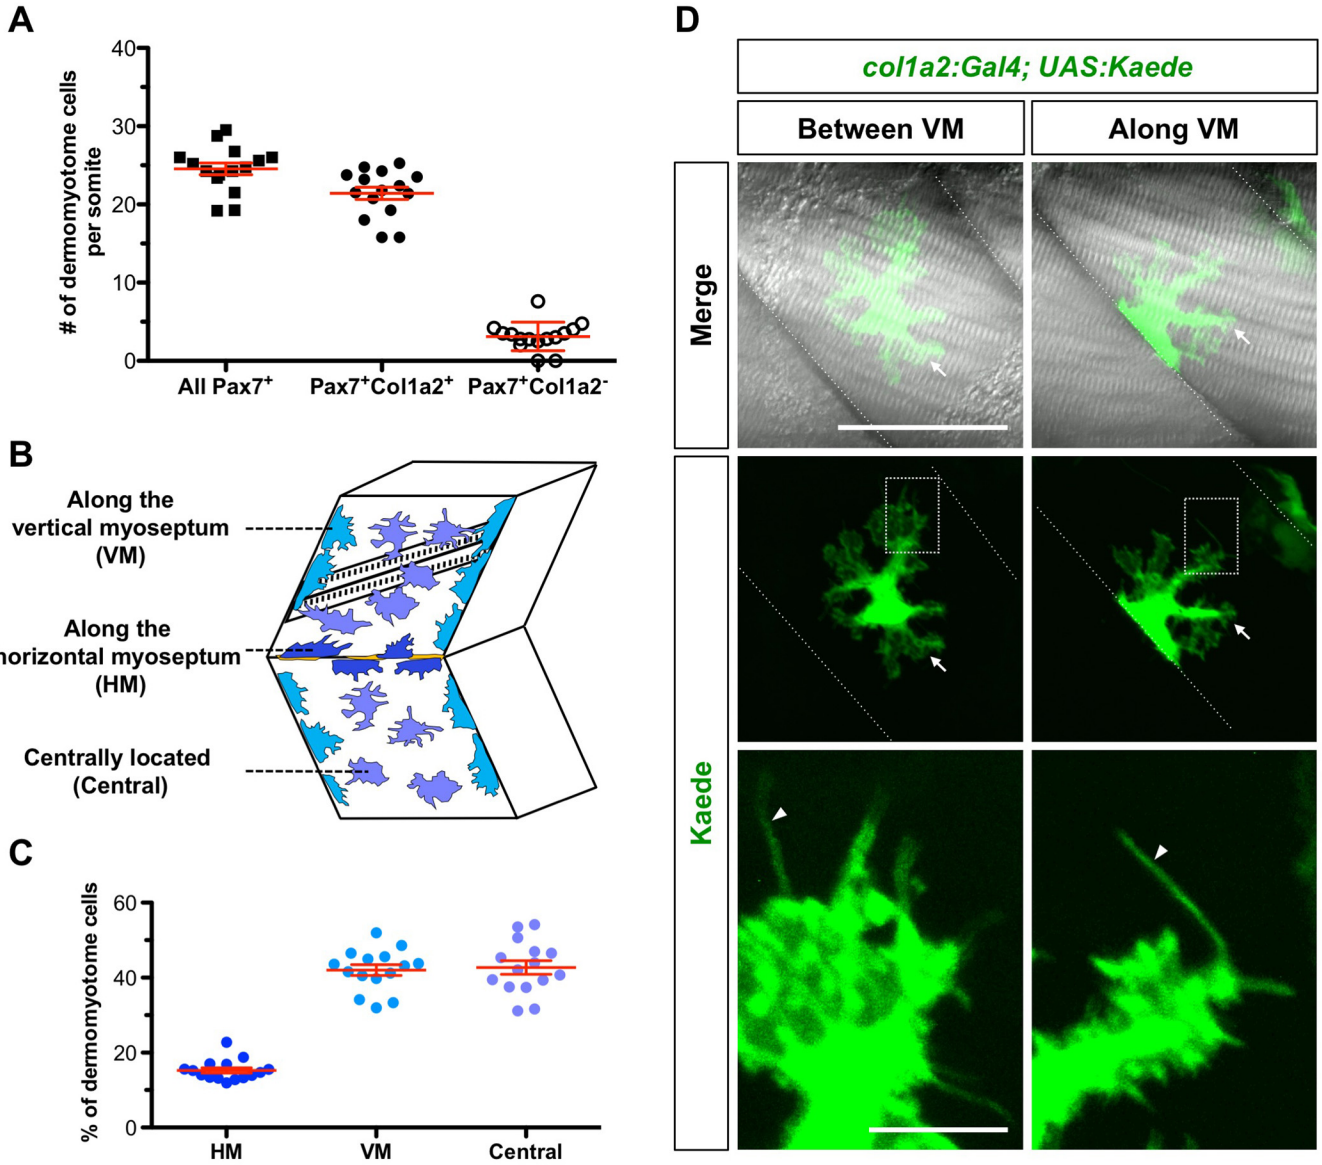 A
# of dermomyotome cells
per somite
40
30
20
10
0
All Pax7+
Pax7+Col1a2+
Pax7+Col1a2-
B
Along the
vertical myoseptum
(VM)
Along the
horizontal myoseptum
(HM)
Centrally located
(Central)
C
% of dermomyotome cells
60
40
20
0
HM
VM
Central
D
col1a2:Gal4; UAS:Kaede
Between VM
Along VM
Merge
Kaede